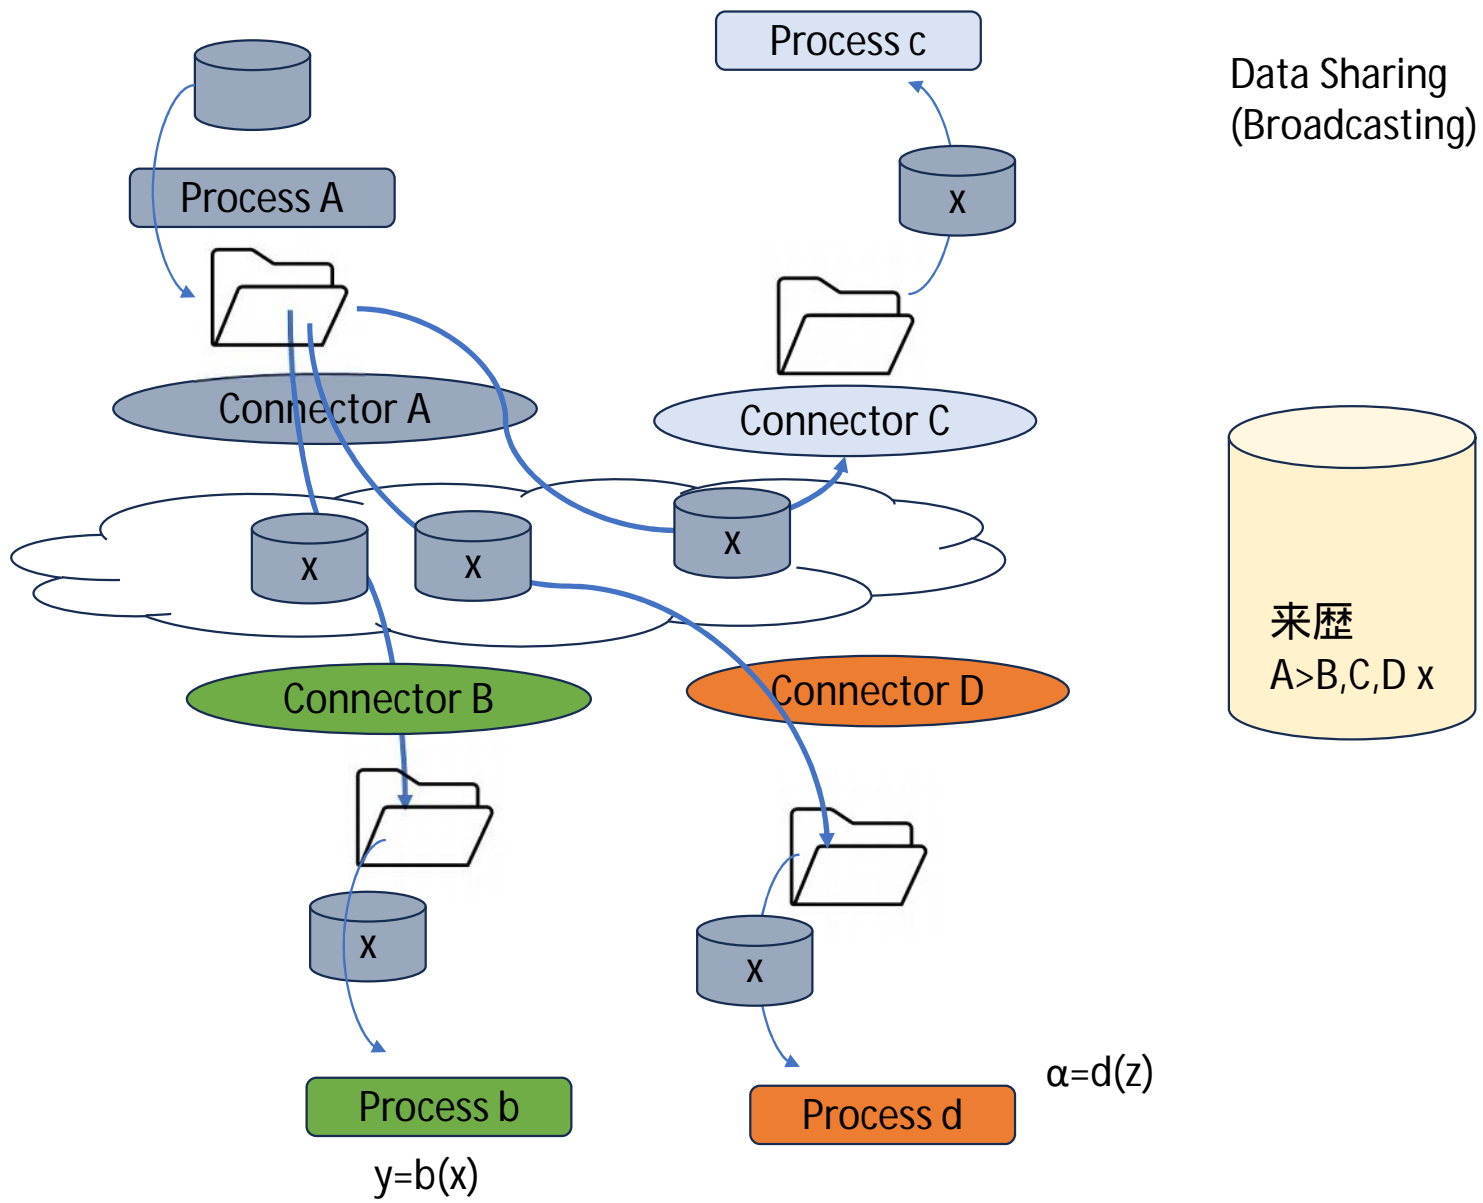 Process c
Data Sharing
(Broadcasting)
Process A
x
Connector A
Connector C
x
x
x
来歴
A>B,C,D x
Connector B
Connector D
x
x
α=d(z)
Process b
Process d
y=b(x)